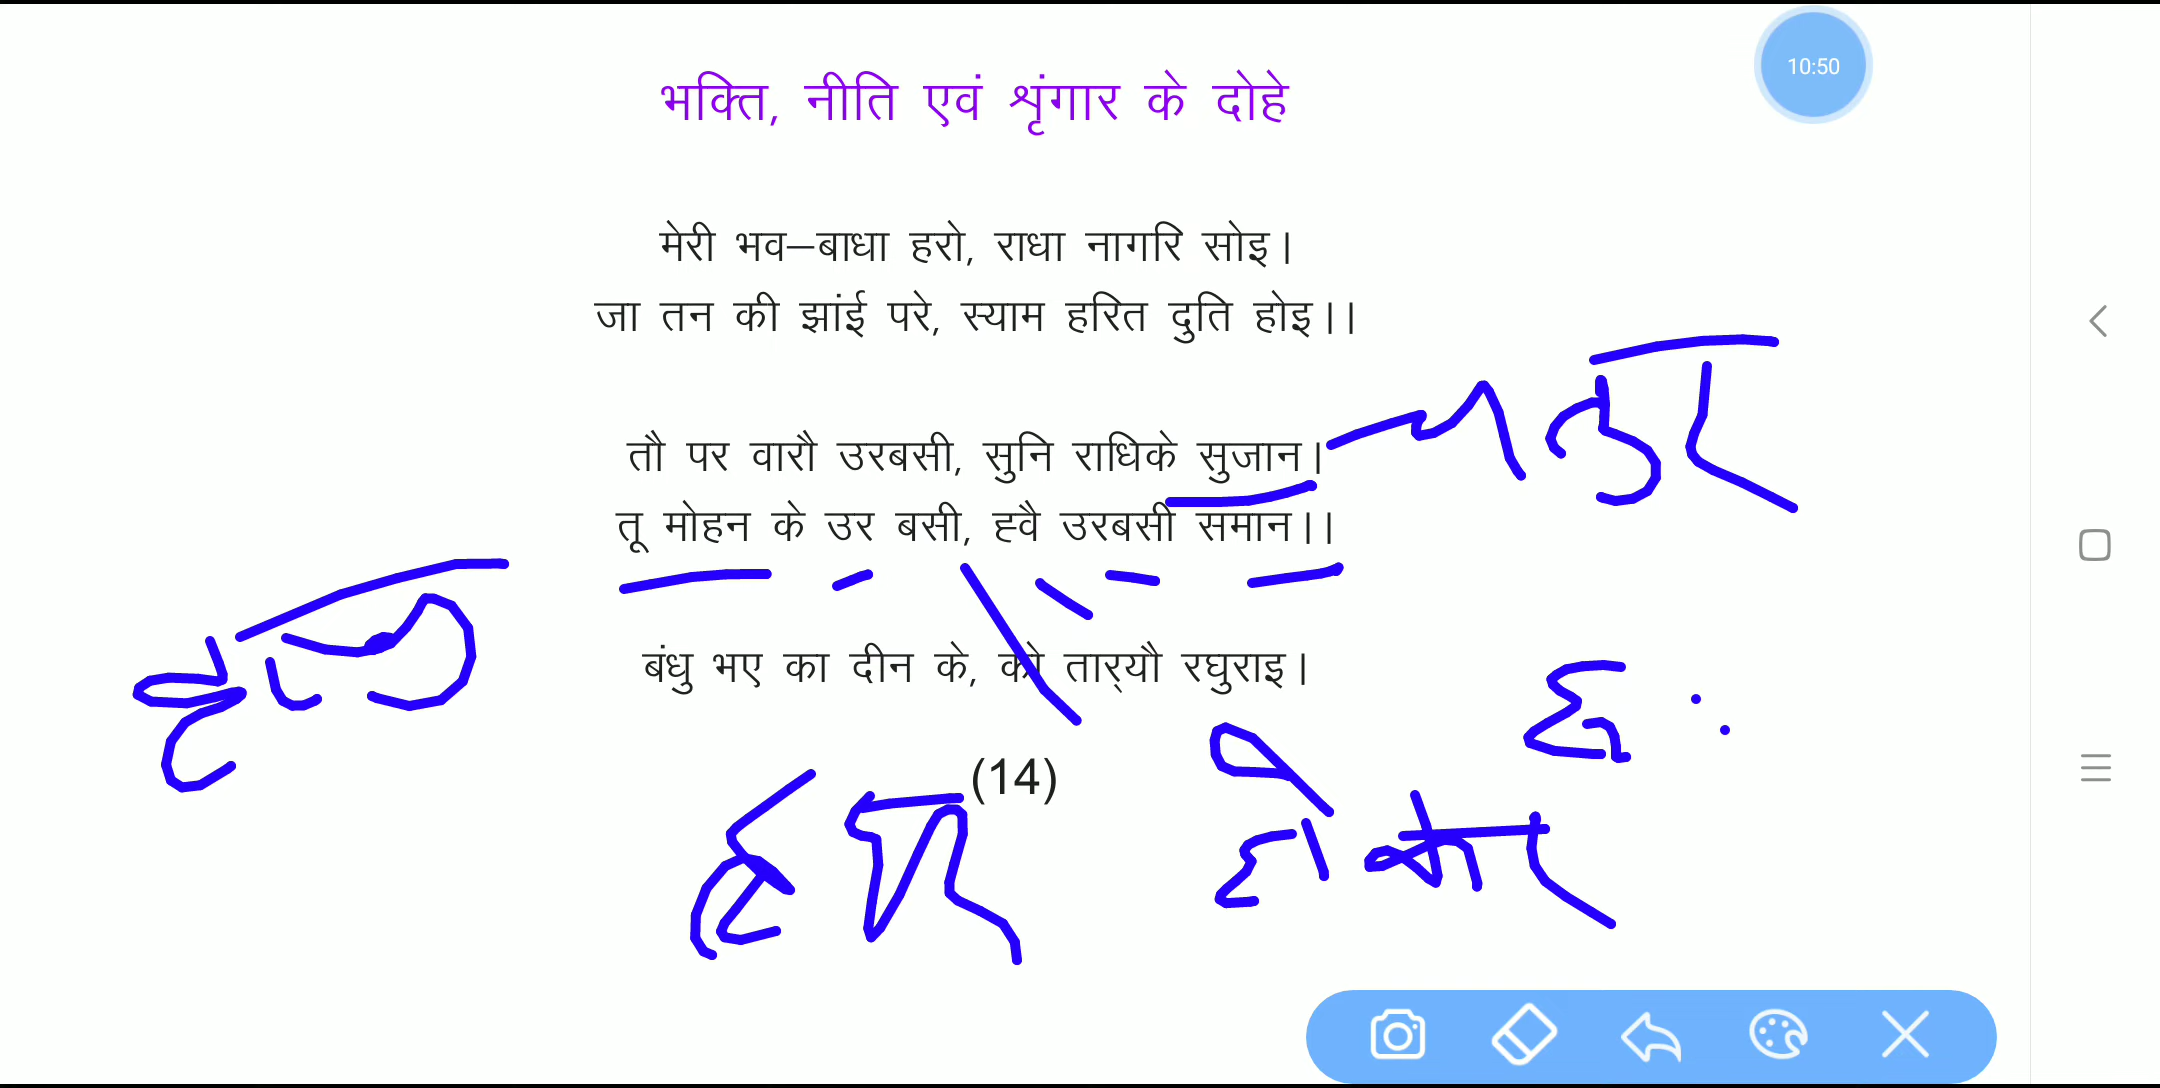 10:50
भक्ति, नीति एवं शृंगार के दोहे
मेरी भव–बाधा हरो, राधा नागरि सोइ।
जा तन की झांई परे, स्याम हरित दुति होइ।।
तौ पर वारौ उरबसी, सुनि राधिके सुजान।
तू मोहन के उर बसी, ह्वै उरबसी समान।।
बंधु भए का दीन के, को तार्‌यौ रघुराइ।
(14)